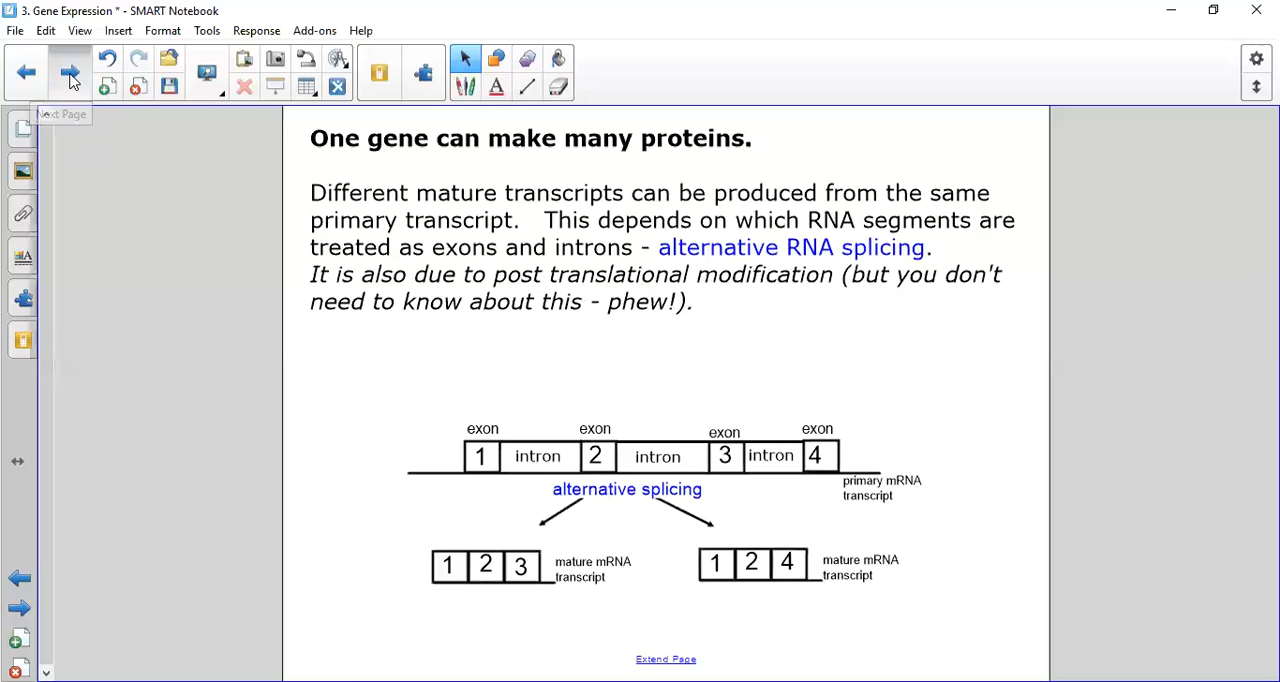 3. Gene Expression * - SMART Notebook
File Edit View Insert Format Tools Response Add-ons Help
Next Page
One gene can make many proteins.
Different mature transcripts can be produced from the same
primary transcript. This depends on which RNA segments are
treated as exons and introns - alternative RNA splicing.
It is also due to post translational modification (but you don't
need to know about this - phew!).
exon exon exon exon
1 intron 2 intron 3 intron 4
primary mRNA
transcript
alternative splicing
1 2 3 mature mRNA
transcript
1 2 4 mature mRNA
transcript
Extend Page